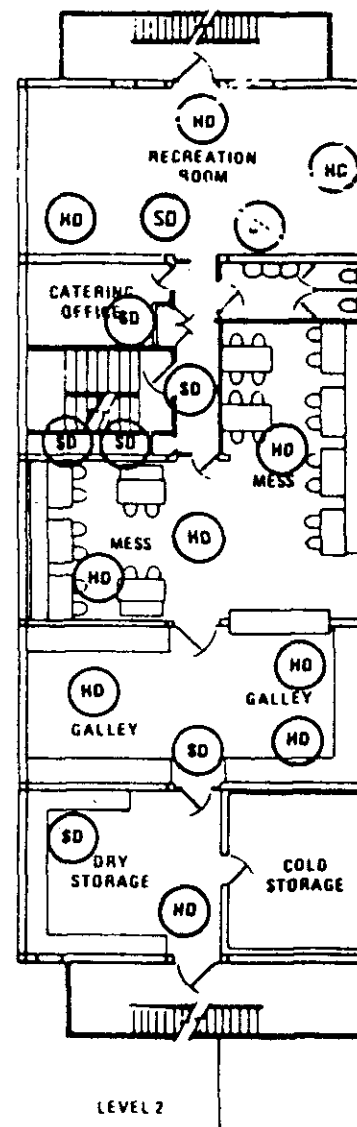 HD
RECREATION
ROOM
HC
HD
SD
CATERING
OFFICE
SD
SD
SD
SD
HD
MESS
MESS
HD
HD
HD
GALLEY
HD
GALLEY
HD
SD
SD
DRY
STORAGE
COLD
STORAGE
HD
LEVEL 2